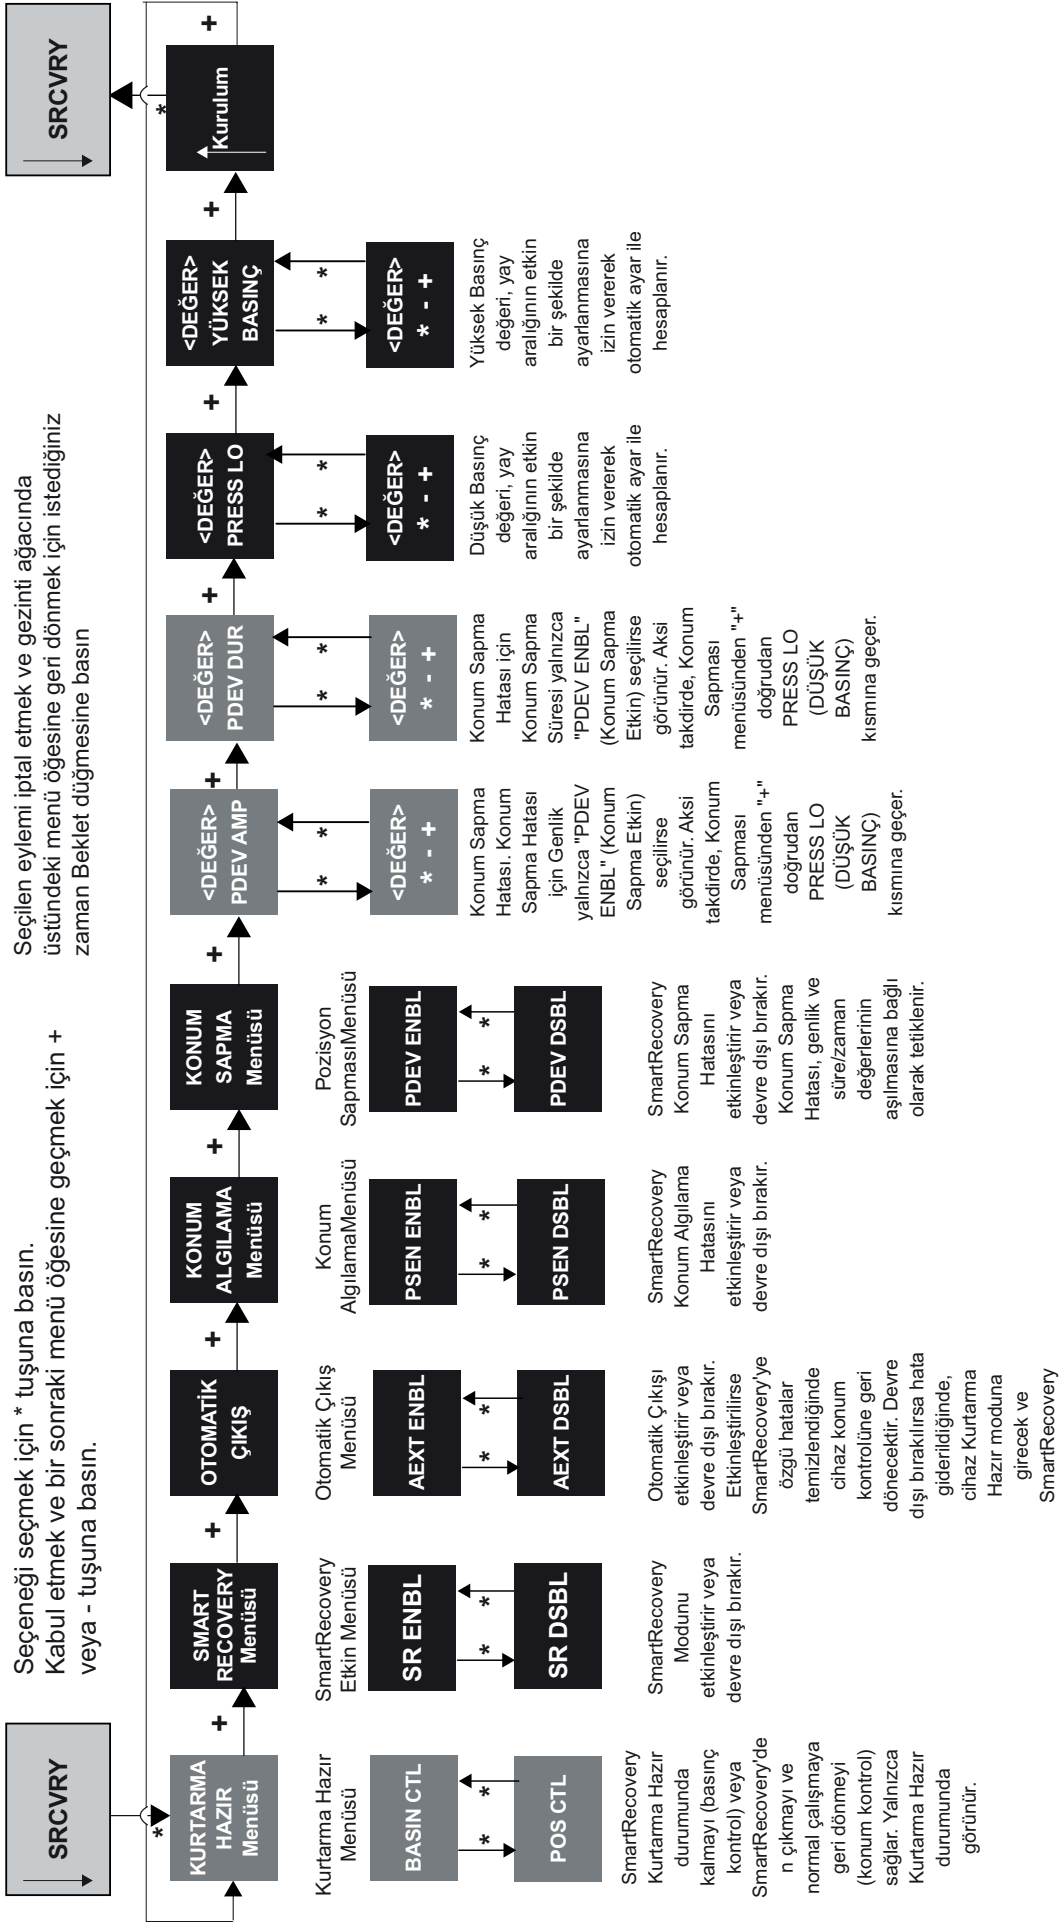 Seçeneği seçmek için * tuşuna basın.
Kabul etmek ve bir sonraki menü öğesine geçmek için +
veya - tuşuna basın.
Seçilen eylemi iptal etmek ve gezinti ağacında
üstündeki menü öğesine geri dönmek için istediğiniz
zaman Beklet düğmesine basın
SRCVRY
SRCVRY
*
KURTARMA
HAZIR
Menüsü
+
SMART
RECOVERY
Menüsü
+
OTOMATİK
ÇIKIŞ
+
KONUM
ALGILAMA
Menüsü
+
KONUM
SAPMA
Menüsü
+
<DEĞER>
PDEV AMP
+
<DEĞER>
PDEV DUR
+
<DEĞER>
PRESS LO
+
<DEĞER>
YÜKSEK
BASINÇ
+
Kurulum
*
+
Kurtarma Hazır
Menüsü
BASIN CTL
* *
POS CTL
SmartRecovery
Kurtarma Hazır
durumunda
kalmayı (basınç
kontrol) veya
SmartRecovery'de
n çıkmayı ve
normal çalışmaya
geri dönmeyi
(konum kontrol)
sağlar. Yalnızca
Kurtarma Hazır
durumunda
görünür.
SmartRecovery
Etkin Menüsü
SR ENBL
* *
SR DSBL
SmartRecovery
Modunu
etkinleştirir veya
devre dışı bırakır.
Otomatik Çıkış
Menüsü
AEXT ENBL
* *
AEXT DSBL
Otomatik Çıkışı
etkinleştirir veya
devre dışı bırakır.
Etkinleştirilirse
SmartRecovery'ye
özgü hatalar
temizlendiğinde
cihaz konum
kontrolüne geri
dönecektir. Devre
dışı bırakılırsa hata
giderildiğinde,
cihaz Kurtarma
Hazır moduna
girecek ve
SmartRecovery
Konum
AlgılamaMenüsü
PSEN ENBL
* *
PSEN DSBL
SmartRecovery
Konum Algılama
Hatasını
etkinleştirir veya
devre dışı bırakır.
Pozisyon
SapmasıMenüsü
PDEV ENBL
* *
PDEV DSBL
SmartRecovery
Konum Sapma
Hatasını
etkinleştirir veya
devre dışı bırakır.
Konum Sapma
Hatası, genlik ve
süre/zaman
değerlerinin
aşılmasına bağlı
olarak tetiklenir.
* *
<DEĞER>
* - +
Konum Sapma
Hatası. Konum
Sapma Hatası
için Genlik
yalnızca "PDEV
ENBL" (Konum
Sapma Etkin)
seçilirse
görünür. Aksi
takdirde, Konum
Sapması
menüsünden "+"
doğrudan
PRESS LO
(DÜŞÜK
BASINÇ)
kısmına geçer.
* *
<DEĞER>
* - +
Konum Sapma
Hatası için
Konum Sapma
Süresi yalnızca
"PDEV ENBL"
(Konum Sapma
Etkin) seçilirse
görünür. Aksi
takdirde, Konum
Sapması
menüsünden "+"
doğrudan
PRESS LO
(DÜŞÜK
BASINÇ)
kısmına geçer.
* *
<DEĞER>
* - +
Düşük Basınç
değeri, yay
aralığının etkin
bir şekilde
ayarlanmasına
izin vererek
otomatik ayar ile
hesaplanır.
* *
<DEĞER>
* - +
Yüksek Basınç
değeri, yay
aralığının etkin
bir şekilde
ayarlanmasına
izin vererek
otomatik ayar ile
hesaplanır.